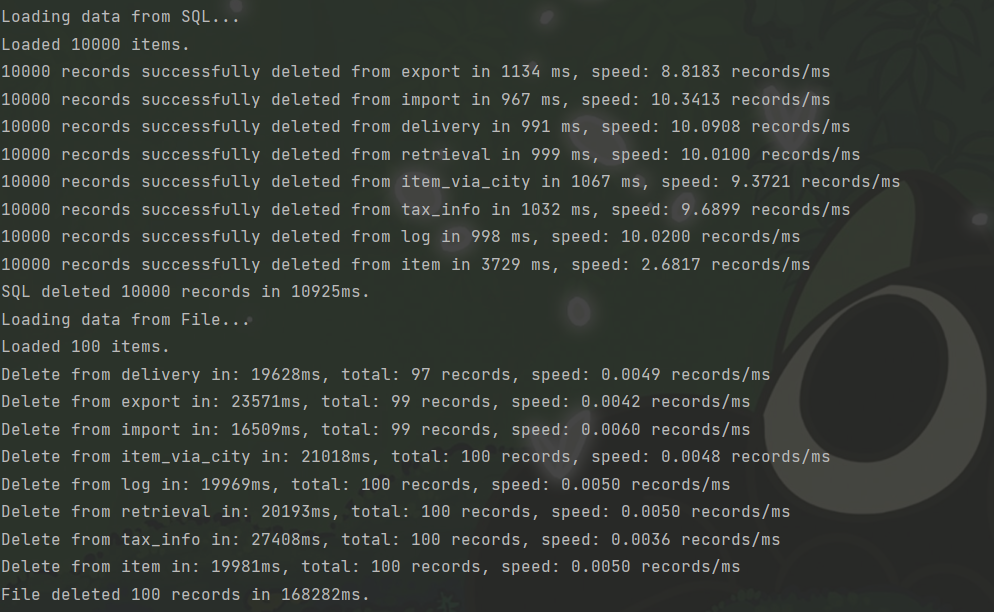 Loading data from SQL...
Loaded 10000 items.
10000 records successfully deleted from export in 1134 ms, speed: 8.8183 records/ms
10000 records successfully deleted from import in 967 ms, speed: 10.3413 records/ms
10000 records successfully deleted from delivery in 991 ms, speed: 10.0908 records/ms
10000 records successfully deleted from retrieval in 999 ms, speed: 10.0100 records/ms
10000 records successfully deleted from item_via_city in 1067 ms, speed: 9.3721 records/ms
10000 records successfully deleted from tax_info in 1032 ms, speed: 9.6899 records/ms
10000 records successfully deleted from log in 998 ms, speed: 10.0200 records/ms
10000 records successfully deleted from item in 3729 ms, speed: 2.6817 records/ms
SQL deleted 10000 records in 10925ms.
Loading data from File...
Loaded 100 items.
Delete from delivery in: 19628ms, total: 97 records, speed: 0.0049 records/ms
Delete from export in: 23571ms, total: 99 records, speed: 0.0042 records/ms
Delete from import in: 16509ms, total: 99 records, speed: 0.0060 records/ms
Delete from item_via_city in: 21018ms, total: 100 records, speed: 0.0048 records/ms
Delete from log in: 19969ms, total: 100 records, speed: 0.0050 records/ms
Delete from retrieval in: 20193ms, total: 100 records, speed: 0.0050 records/ms
Delete from tax_info in: 27408ms, total: 100 records, speed: 0.0036 records/ms
Delete from item in: 19981ms, total: 100 records, speed: 0.0050 records/ms
File deleted 100 records in 168282ms.